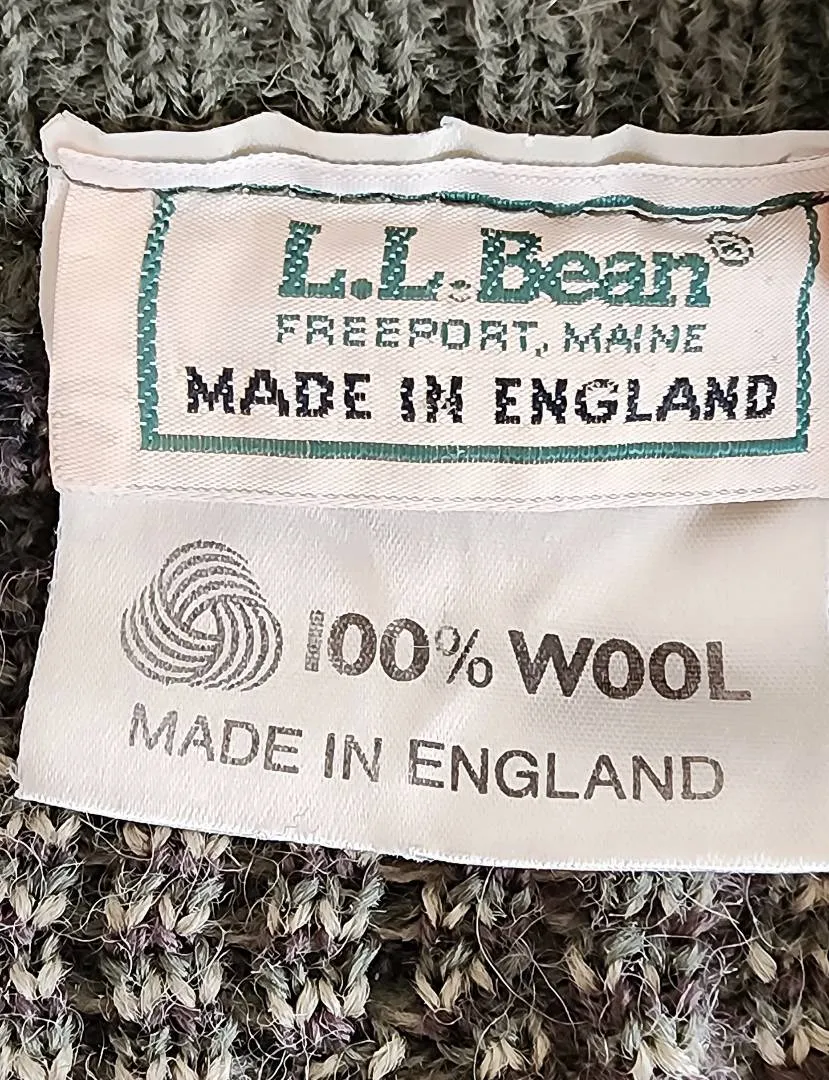 L.L.Bean®
FREEPORT, MAINE
MADE IN ENGLAND
100% WOOL
MADE IN ENGLAND